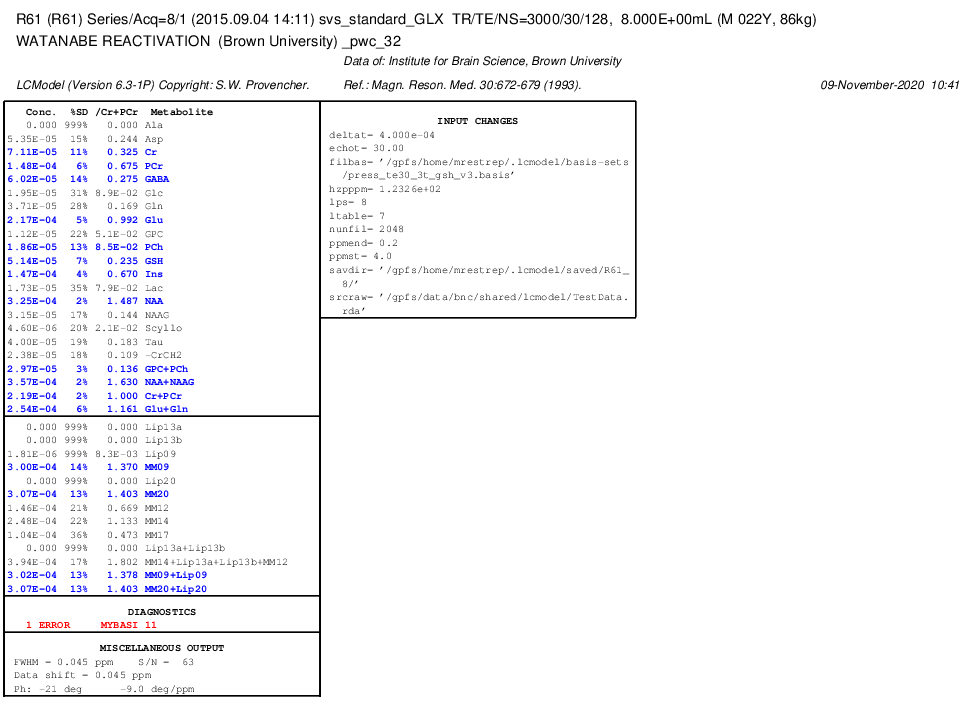 R61 (R61) Series/Acq=8/1 (2015.09.04 14:11) svs_standard_GLX TR/TE/NS=3000/30/128, 8.000E+00mL (M 022Y, 86kg)
WATANABE REACTIVATION (Brown University) _pwc_32
Data of: Institute for Brain Science, Brown University
LCModel (Version 6.3-1P) Copyright: S.W. Provencher. Ref.: Magn. Reson. Med. 30:672-679 (1993). 09-November-2020 10:41
Conc. %SD /Cr+PCr Metabolite
0.000 999% 0.000 Ala
5.35E-05 15% 0.244 Asp
7.11E-05 11% 0.325 Cr
1.48E-04 6% 0.675 PCr
6.02E-05 14% 0.275 GABA
1.95E-05 31% 8.9E-02 Glc
3.71E-05 28% 0.169 Gln
2.17E-04 5% 0.992 Glu
1.12E-05 22% 5.1E-02 GPC
1.86E-05 13% 8.5E-02 PCh
5.14E-05 7% 0.235 GSH
1.47E-04 4% 0.670 Ins
1.73E-05 35% 7.9E-02 Lac
3.25E-04 2% 1.487 NAA
3.15E-05 17% 0.144 NAAG
4.60E-06 20% 2.1E-02 Scyllo
4.00E-05 19% 0.183 Tau
2.38E-05 18% 0.109 -CrCH2
2.97E-05 3% 0.136 GPC+PCh
3.57E-04 2% 1.630 NAA+NAAG
2.19E-04 2% 1.000 Cr+PCr
2.54E-04 6% 1.161 Glu+Gln
0.000 999% 0.000 Lip13a
0.000 999% 0.000 Lip13b
1.81E-06 999% 8.3E-03 Lip09
3.00E-04 14% 1.370 MM09
0.000 999% 0.000 Lip20
3.07E-04 13% 1.403 MM20
1.46E-04 21% 0.669 MM12
2.48E-04 22% 1.133 MM14
1.04E-04 36% 0.473 MM17
0.000 999% 0.000 Lip13a+Lip13b
3.94E-04 17% 1.802 MM14+Lip13a+Lip13b+MM12
3.02E-04 13% 1.378 MM09+Lip09
3.07E-04 13% 1.403 MM20+Lip20
DIAGNOSTICS
1 ERROR MYBASI 11
MISCELLANEOUS OUTPUT
FWHM = 0.045 ppm S/N = 63
Data shift = 0.045 ppm
Ph: -21 deg -9.0 deg/ppm
INPUT CHANGES
deltat= 4.000e-04
echot= 30.00
filbas= '/gpfs/home/mrestrep/.lcmodel/basis-sets
/press_te30_3t_gsh_v3.basis'
hzpppm= 1.2326e+02
lps= 8
ltable= 7
nunfil= 2048
ppmend= 0.2
ppmst= 4.0
savdir= '/gpfs/home/mrestrep/.lcmodel/saved/R61_
8/'
srcraw= '/gpfs/data/bnc/shared/lcmodel/TestData.
rda'